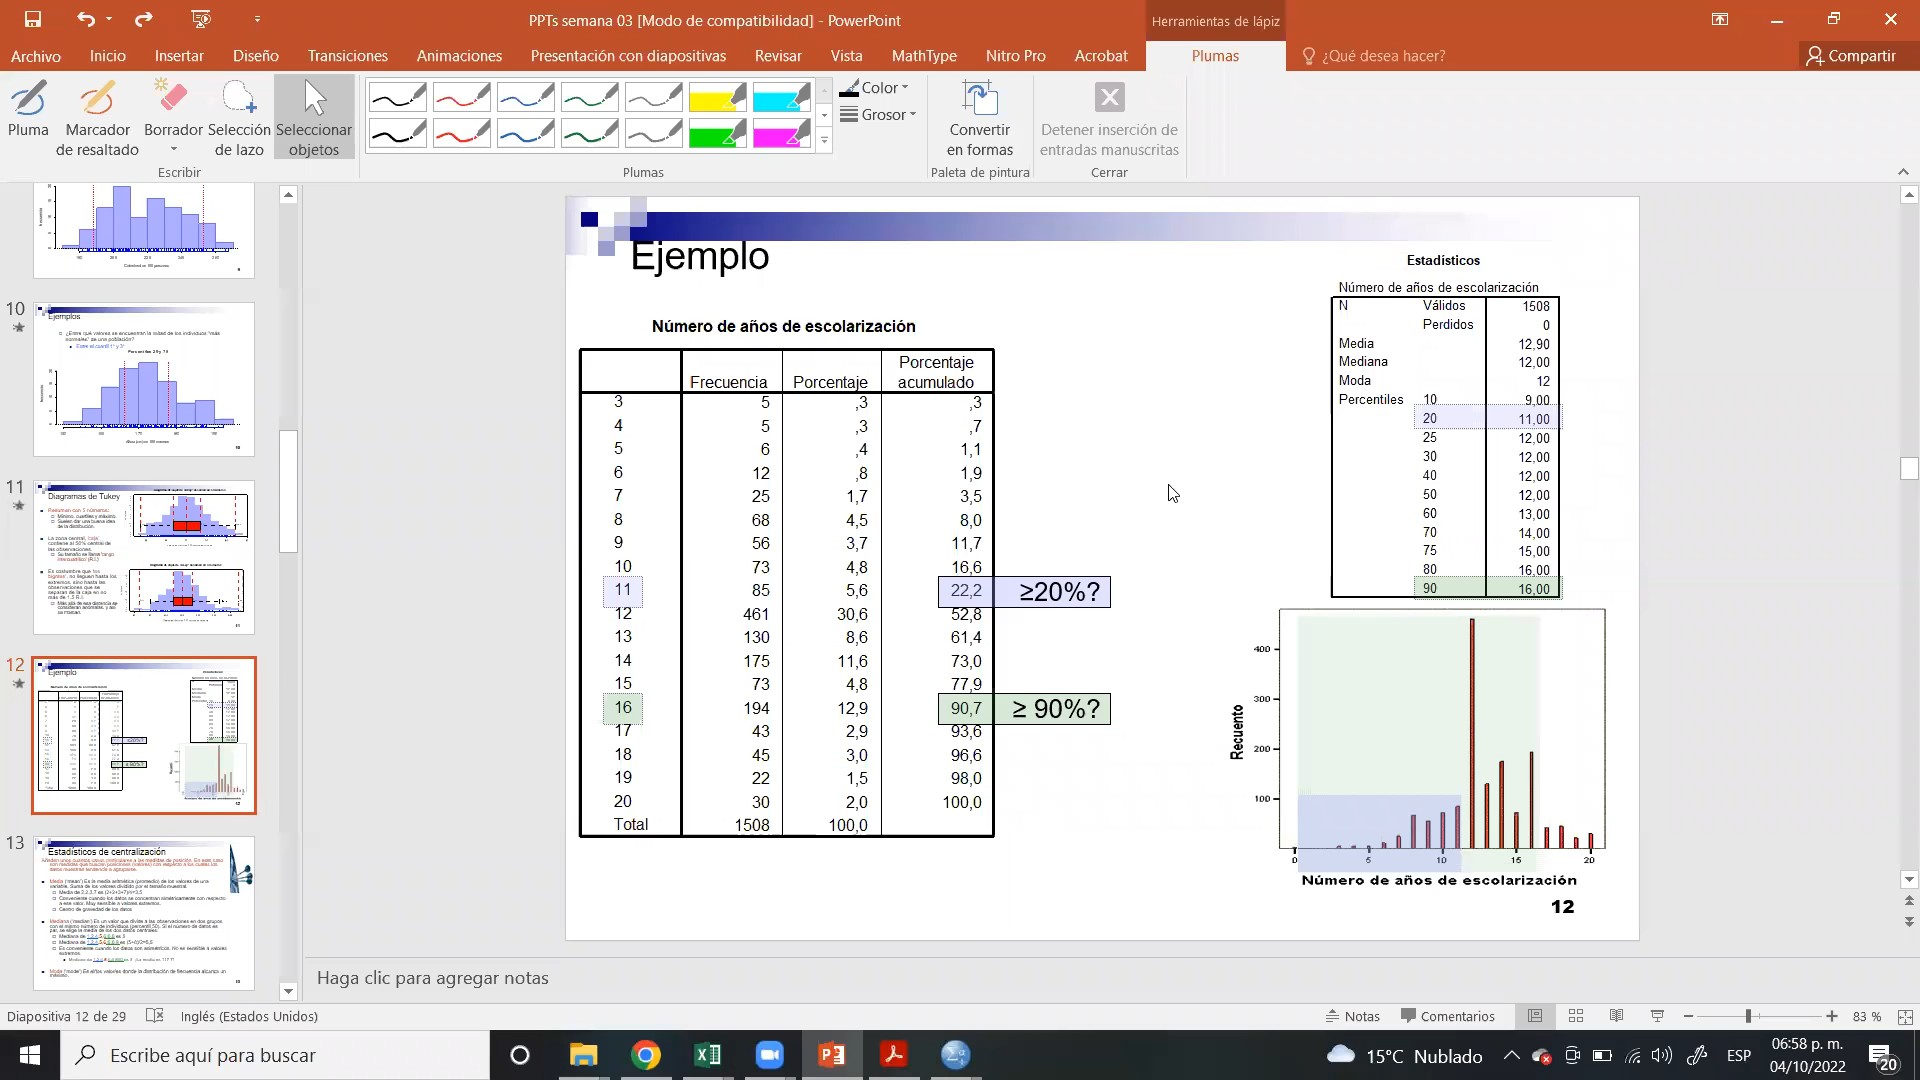 PPTs semana 03 [Modo de compatibilidad] - PowerPoint
Herramientas de lápiz
Archivo Inicio Insertar Diseño Transiciones Animaciones Presentación con diapositivas Revisar Vista MathType Nitro Pro Acrobat Plumas ¿Qué desea hacer? Compartir
Pluma
Marcador de resaltado
Borrador
Selección de lazo
Seleccionar objetos
Color
Grosor
Convertir en formas
Detener inserción de entradas manuscritas
Escribir
Plumas
Paleta de pintura
Cerrar
10
Ejemplos
11
Diagramas de Tukey
12
Ejemplo
13
Estadísticos de centralización
Ejemplo
Número de años de escolarización
Frecuencia Porcentaje Porcentaje acumulado
3 5 ,3 ,3
4 5 ,3 ,7
5 6 ,4 1,1
6 12 ,8 1,9
7 25 1,7 3,5
8 68 4,5 8,0
9 56 3,7 11,7
10 73 4,8 16,6
11 85 5,6 22,2 ≥20%?
12 461 30,6 52,8
13 130 8,6 61,4
14 175 11,6 73,0
15 73 4,8 77,9
16 194 12,9 90,7 ≥ 90%?
17 43 2,9 93,6
18 45 3,0 96,6
19 22 1,5 98,0
20 30 2,0 100,0
Total 1508 100,0
Estadísticos
Número de años de escolarización
N Válidos 1508
Perdidos 0
Media 12,90
Mediana 12,00
Moda 12
Percentiles 10 9,00
20 11,00
25 12,00
30 12,00
40 12,00
50 12,00
60 13,00
70 14,00
75 15,00
80 16,00
90 16,00
Recuento
400
300
200
100
0 5 10 15 20
Número de años de escolarización
12
Haga clic para agregar notas
Diapositiva 12 de 29 Inglés (Estados Unidos) Notas Comentarios 83 %
Escribe aquí para buscar
15°C Nublado
ESP
06:58 p. m.
04/10/2022
20